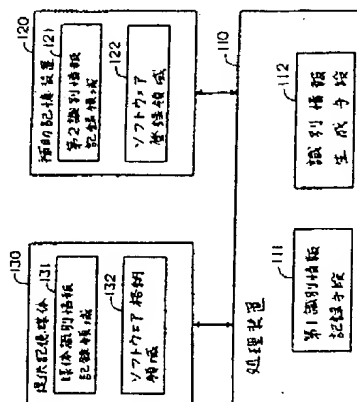 130
提供記憶媒体
131
媒体識別情報
記録領域
132
ソフトウェア格納
領域
120
補助記憶装置
121
第2識別情報
記録領域
122
ソフトウェア
登録領域
110
処理装置
111
第1識別情報
記録手段
112
識別情報
生成手段